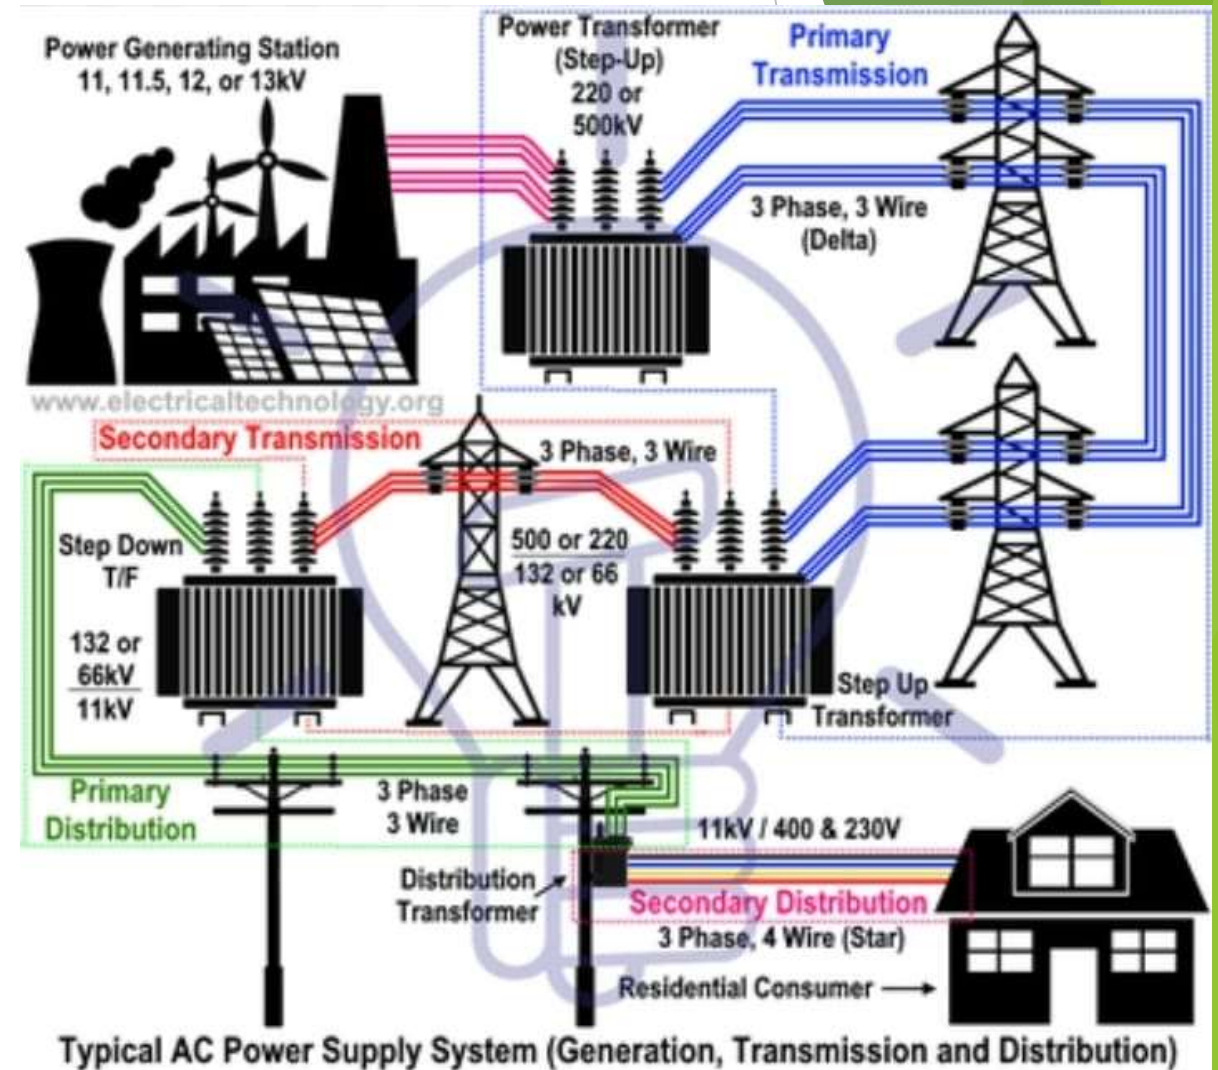 Power Generating Station
11, 11.5, 12, or 13kV
Power Transformer
(Step-Up)
220 or
500kV
Primary
Transmission
3 Phase, 3 Wire
(Delta)
www.electricaltechnology.org
Secondary Transmission
3 Phase, 3 Wire
Step Down
T/F
132 or
66kV
11kV
500 or 220
132 or 66
kV
Step Up
Transformer
Primary
Distribution
3 Phase
3 Wire
11kV / 400 & 230V
Distribution
Transformer
Secondary Distribution
3 Phase, 4 Wire (Star)
Residential Consumer
Typical AC Power Supply System (Generation, Transmission and Distribution)